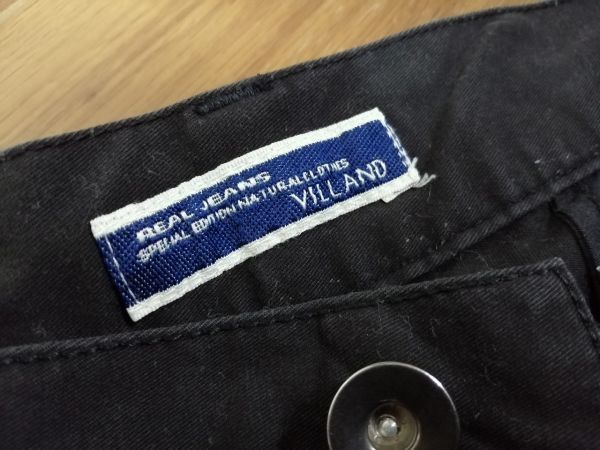 REAL JEANS
SPECIAL EDITION NATURALCLOTHES
VILLAND